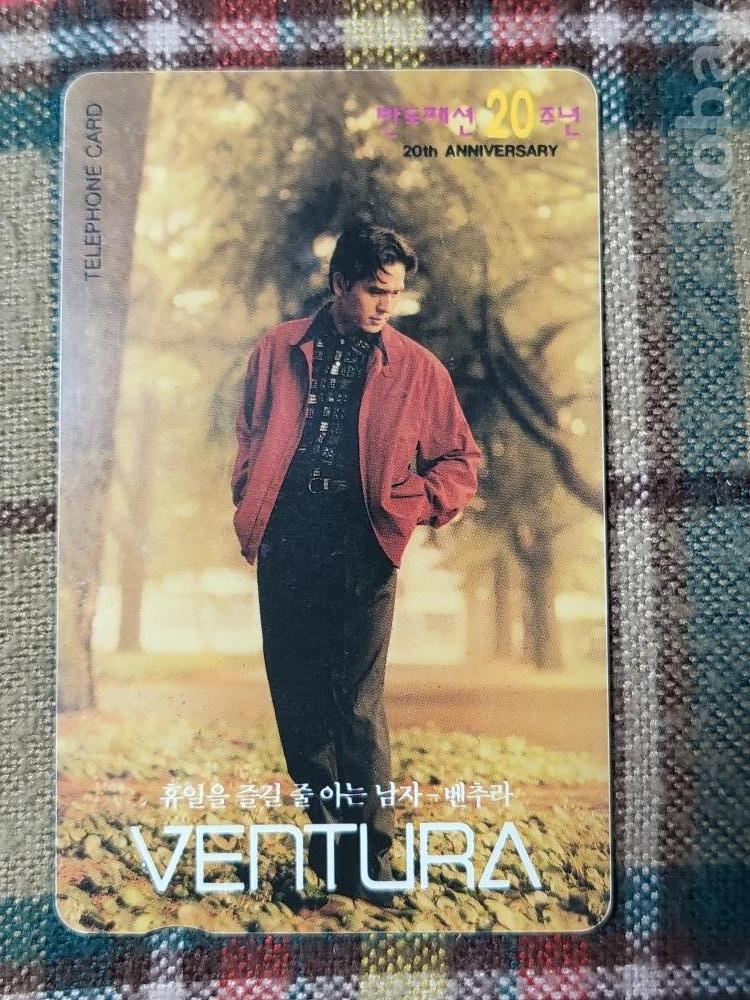 TELEPHONE CARD
반도패션 20주년
20th ANNIVERSARY
휴일을 즐길 줄 아는 남자-벤추라
VENTURA
kobay